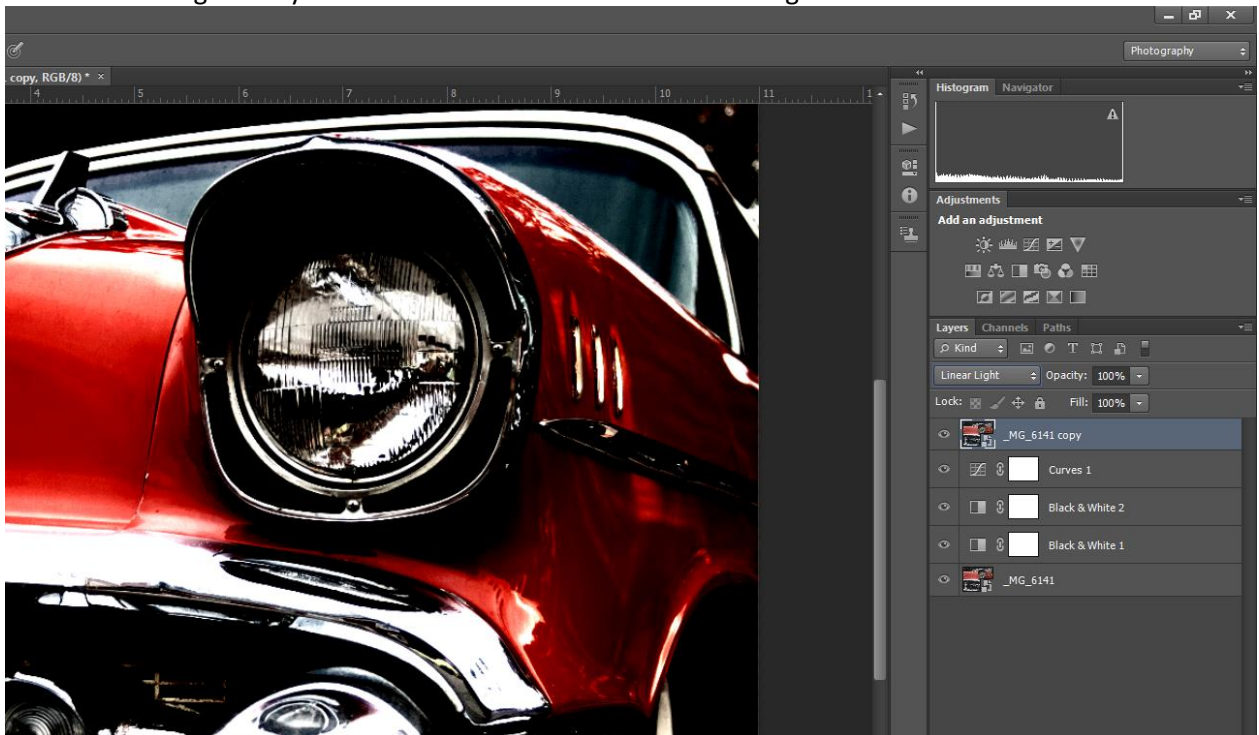 Photography
copy, RGB/8) * ×
4 5 6 7 8 9 10 11 1
Histogram Navigator
Adjustments
Add an adjustment
Layers Channels Paths
Kind T
Linear Light Opacity: 100%
Lock: Fill: 100%
_MG_6141 copy
Curves 1
Black & White 2
Black & White 1
_MG_6141